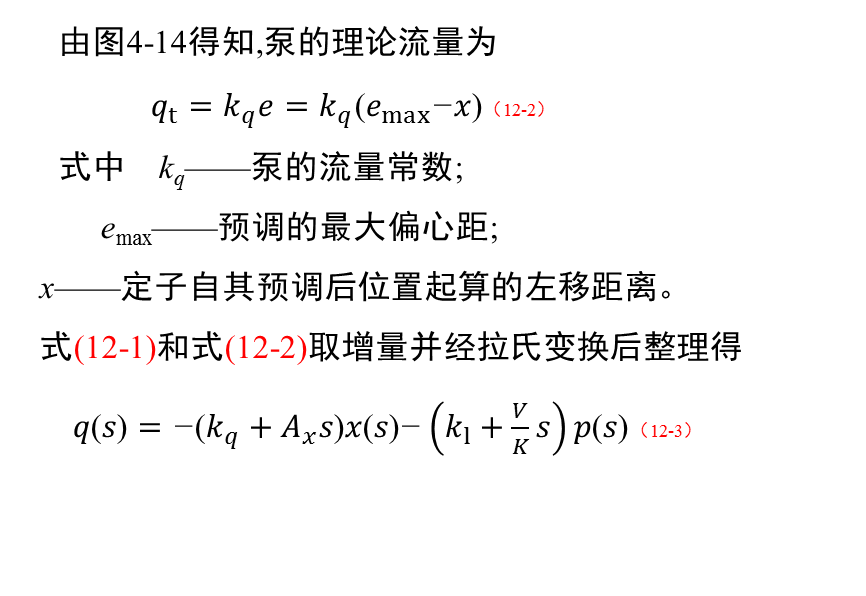 由图4-14得知,泵的理论流量为
q_t = k_q e = k_q(e_max − x)（12-2）
式中 k_q——泵的流量常数;
e_max——预调的最大偏心距;
x——定子自其预调后位置起算的左移距离。
式(12-1)和式(12-2)取增量并经拉氏变换后整理得
q(s) = −(k_q + A_x s)x(s) − (k_l + V/K s) p(s)（12-3）